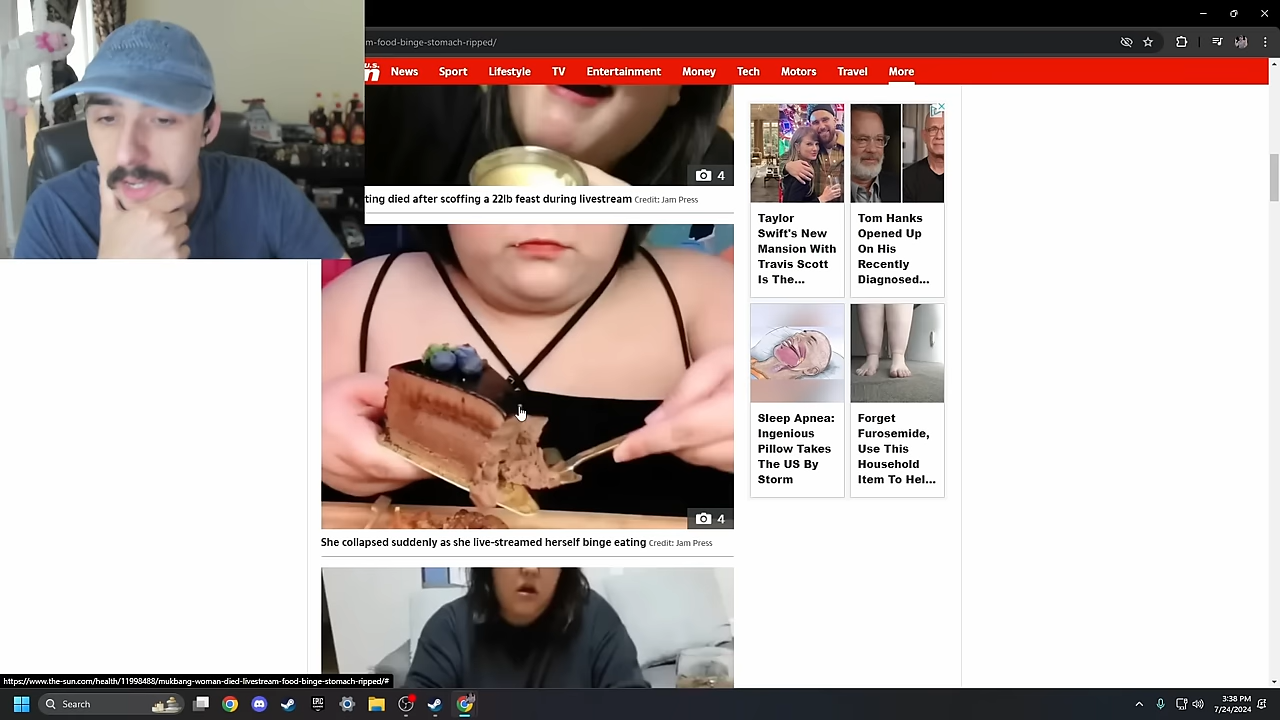 m-food-binge-stomach-ripped/
U.S.
n
News
Sport
Lifestyle
TV
Entertainment
Money
Tech
Motors
Travel
More
4
ting died after scoffing a 22lb feast during livestream Credit: Jam Press
Taylor
Swift's New
Mansion With
Travis Scott
Is The...
Tom Hanks
Opened Up
On His
Recently
Diagnosed...
Sleep Apnea:
Ingenious
Pillow Takes
The US By
Storm
Forget
Furosemide,
Use This
Household
Item To Hel...
4
She collapsed suddenly as she live-streamed herself binge eating Credit: Jam Press
https://www.the-sun.com/health/11998488/mukbang-woman-died-livestream-food-binge-stomach-ripped/#
Search
EPIC
3:38 PM
7/24/2024